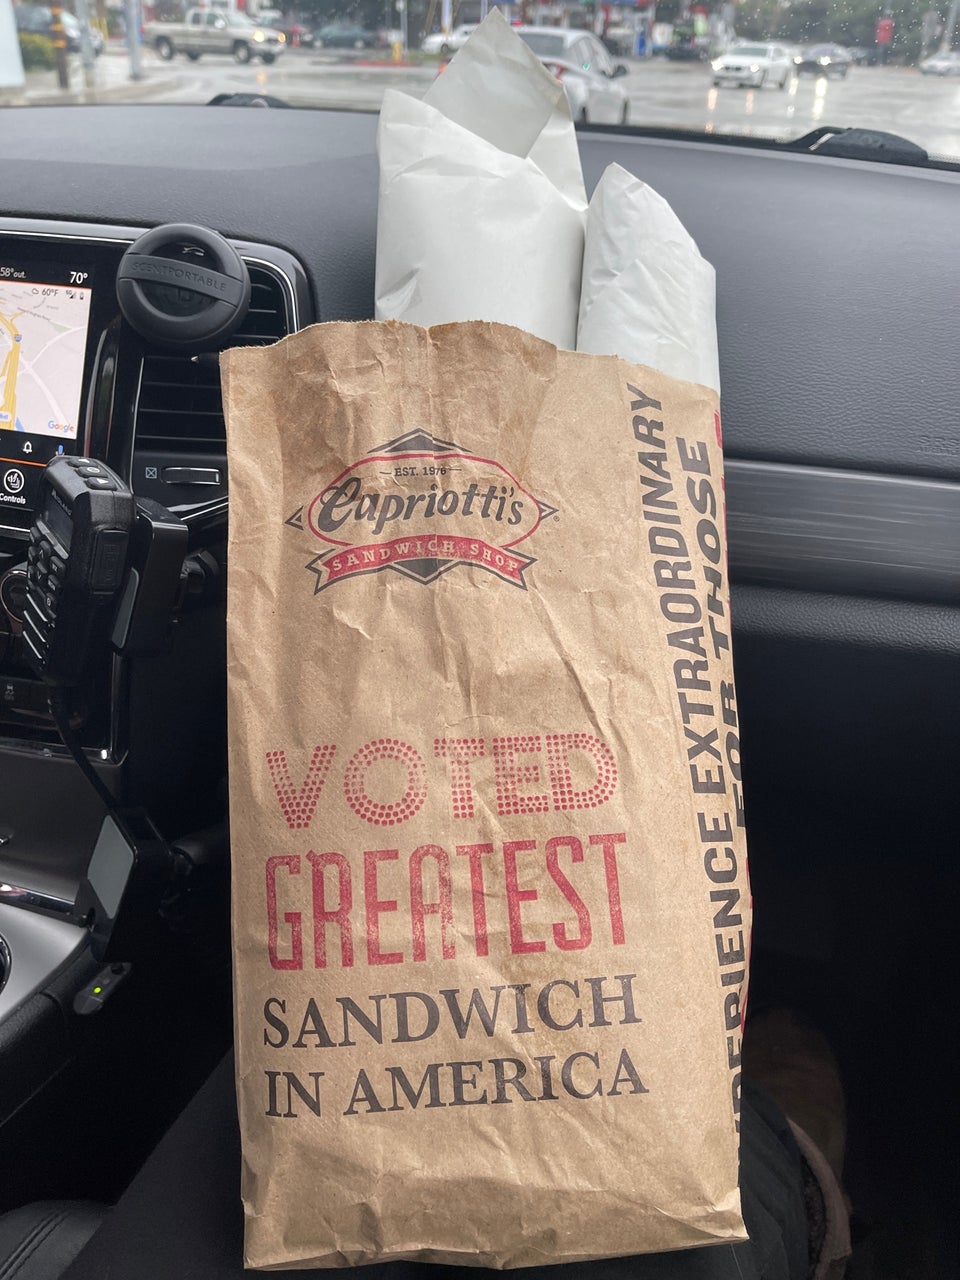 58° out.
70°
60°F
Google
Controls
SCENTPORTABLE
EST. 1976
Capriotti's®
SANDWICH SHOP
VOTED
GREATEST
SANDWICH
IN AMERICA
EXPERIENCE EXTRAORDINARY
FOR THOSE